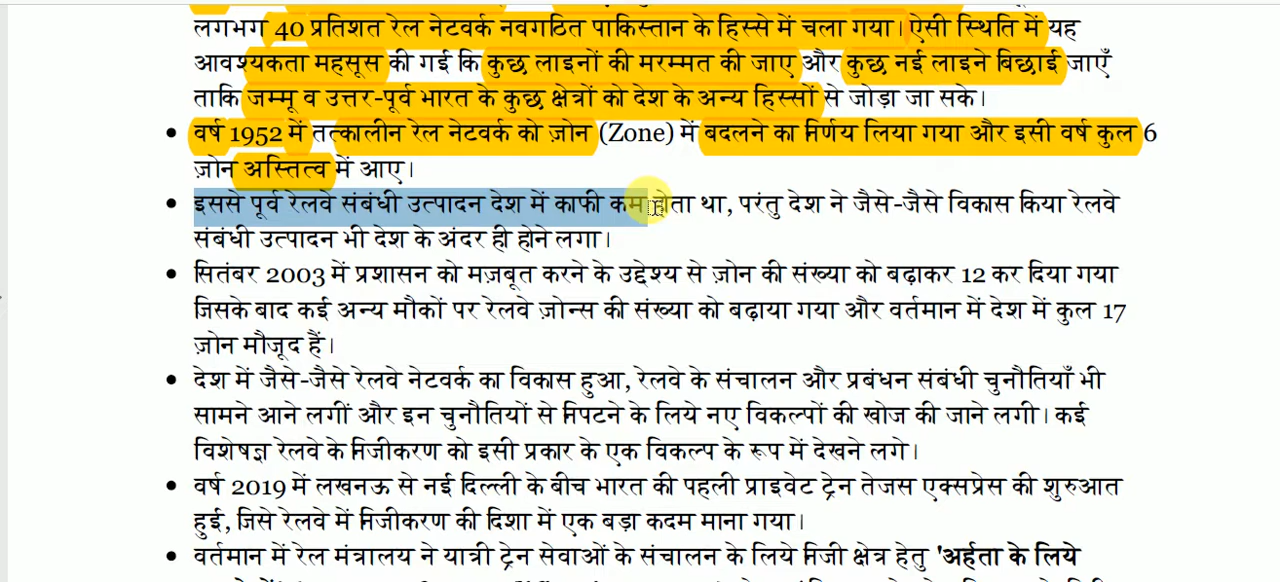 लगभग 40 प्रतिशत रेल नेटवर्क नवगठित पाकिस्तान के हिस्से में चला गया। ऐसी स्थिति में यह
आवश्यकता महसूस की गई कि कुछ लाइनों की मरम्मत की जाए और कुछ नई लाइने बिछाई जाएँ
ताकि जम्मू व उत्तर-पूर्व भारत के कुछ क्षेत्रों को देश के अन्य हिस्सों से जोड़ा जा सके।
• वर्ष 1952 में तत्कालीन रेल नेटवर्क को ज़ोन (Zone) में बदलने का निर्णय लिया गया और इसी वर्ष कुल 6
ज़ोन अस्तित्व में आए।
• इससे पूर्व रेलवे संबंधी उत्पादन देश में काफी कम होता था, परंतु देश ने जैसे-जैसे विकास किया रेलवे
संबंधी उत्पादन भी देश के अंदर ही होने लगा।
• सितंबर 2003 में प्रशासन को मज़बूत करने के उद्देश्य से ज़ोन की संख्या को बढ़ाकर 12 कर दिया गया
जिसके बाद कई अन्य मौकों पर रेलवे ज़ोन्स की संख्या को बढ़ाया गया और वर्तमान में देश में कुल 17
ज़ोन मौजूद हैं।
• देश में जैसे-जैसे रेलवे नेटवर्क का विकास हुआ, रेलवे के संचालन और प्रबंधन संबंधी चुनौतियाँ भी
सामने आने लगीं और इन चुनौतियों से निपटने के लिये नए विकल्पों की खोज की जाने लगी। कई
विशेषज्ञ रेलवे के निजीकरण को इसी प्रकार के एक विकल्प के रूप में देखने लगे।
• वर्ष 2019 में लखनऊ से नई दिल्ली के बीच भारत की पहली प्राइवेट ट्रेन तेजस एक्सप्रेस की शुरुआत
हुई, जिसे रेलवे में निजीकरण की दिशा में एक बड़ा कदम माना गया।
• वर्तमान में रेल मंत्रालय ने यात्री ट्रेन सेवाओं के संचालन के लिये निजी क्षेत्र हेतु 'अर्हता के लिये